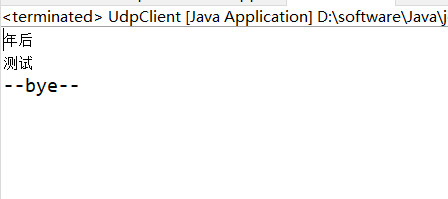 <terminated> UdpClient [Java Application] D:\software\Java\j
年后
测试
--bye--